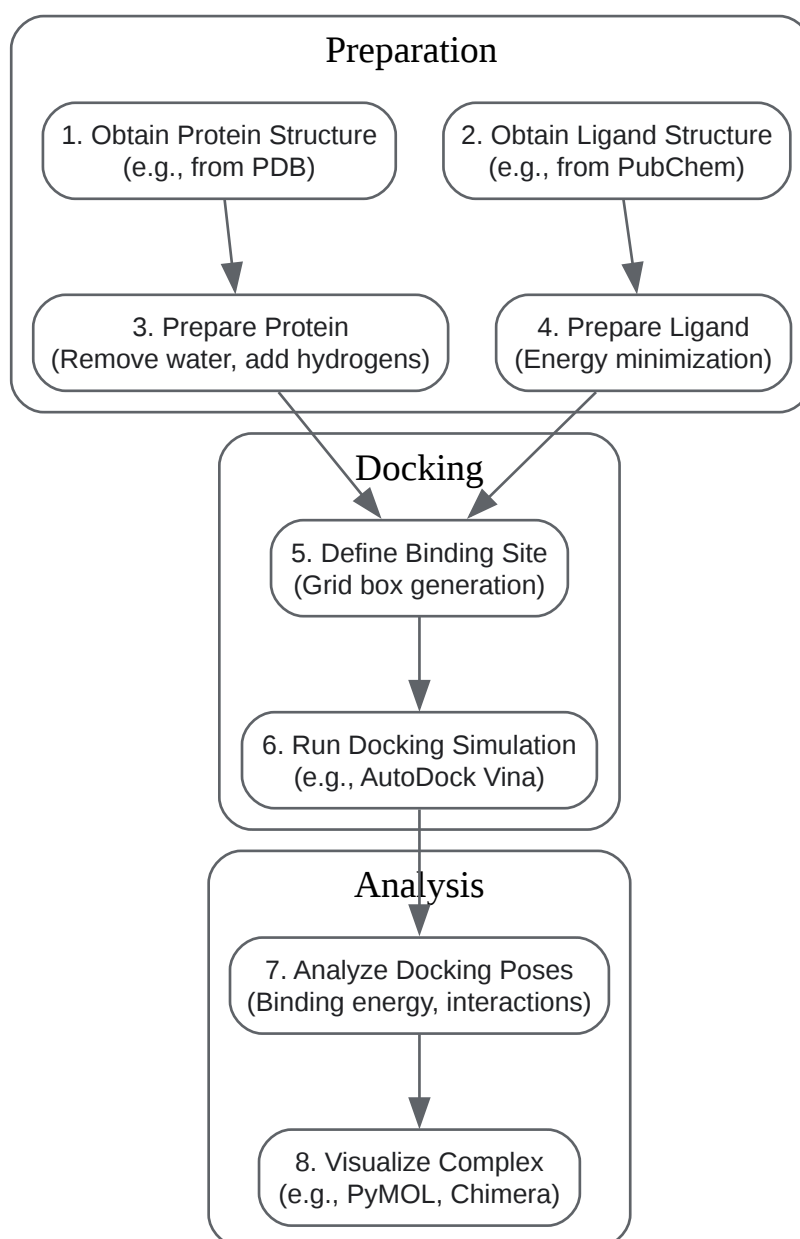 Preparation
1. Obtain Protein Structure
(e.g., from PDB)
2. Obtain Ligand Structure
(e.g., from PubChem)
3. Prepare Protein
(Remove water, add hydrogens)
4. Prepare Ligand
(Energy minimization)
Docking
5. Define Binding Site
(Grid box generation)
6. Run Docking Simulation
(e.g., AutoDock Vina)
Analysis
7. Analyze Docking Poses
(Binding energy, interactions)
8. Visualize Complex
(e.g., PyMOL, Chimera)